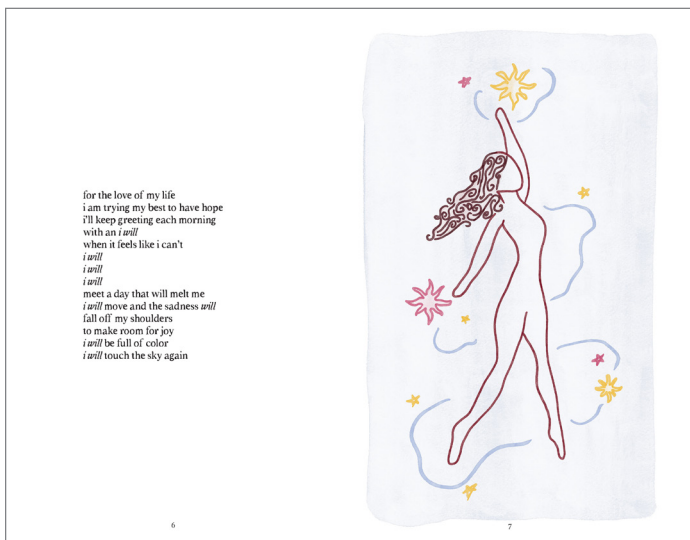 for the love of my life
i am trying my best to have hope
i'll keep greeting each morning
with an i will
when it feels like i can't
i will
i will
i will
meet a day that will melt me
i will move and the sadness will
fall off my shoulders
to make room for joy
i will be full of color
i will touch the sky again
6
7